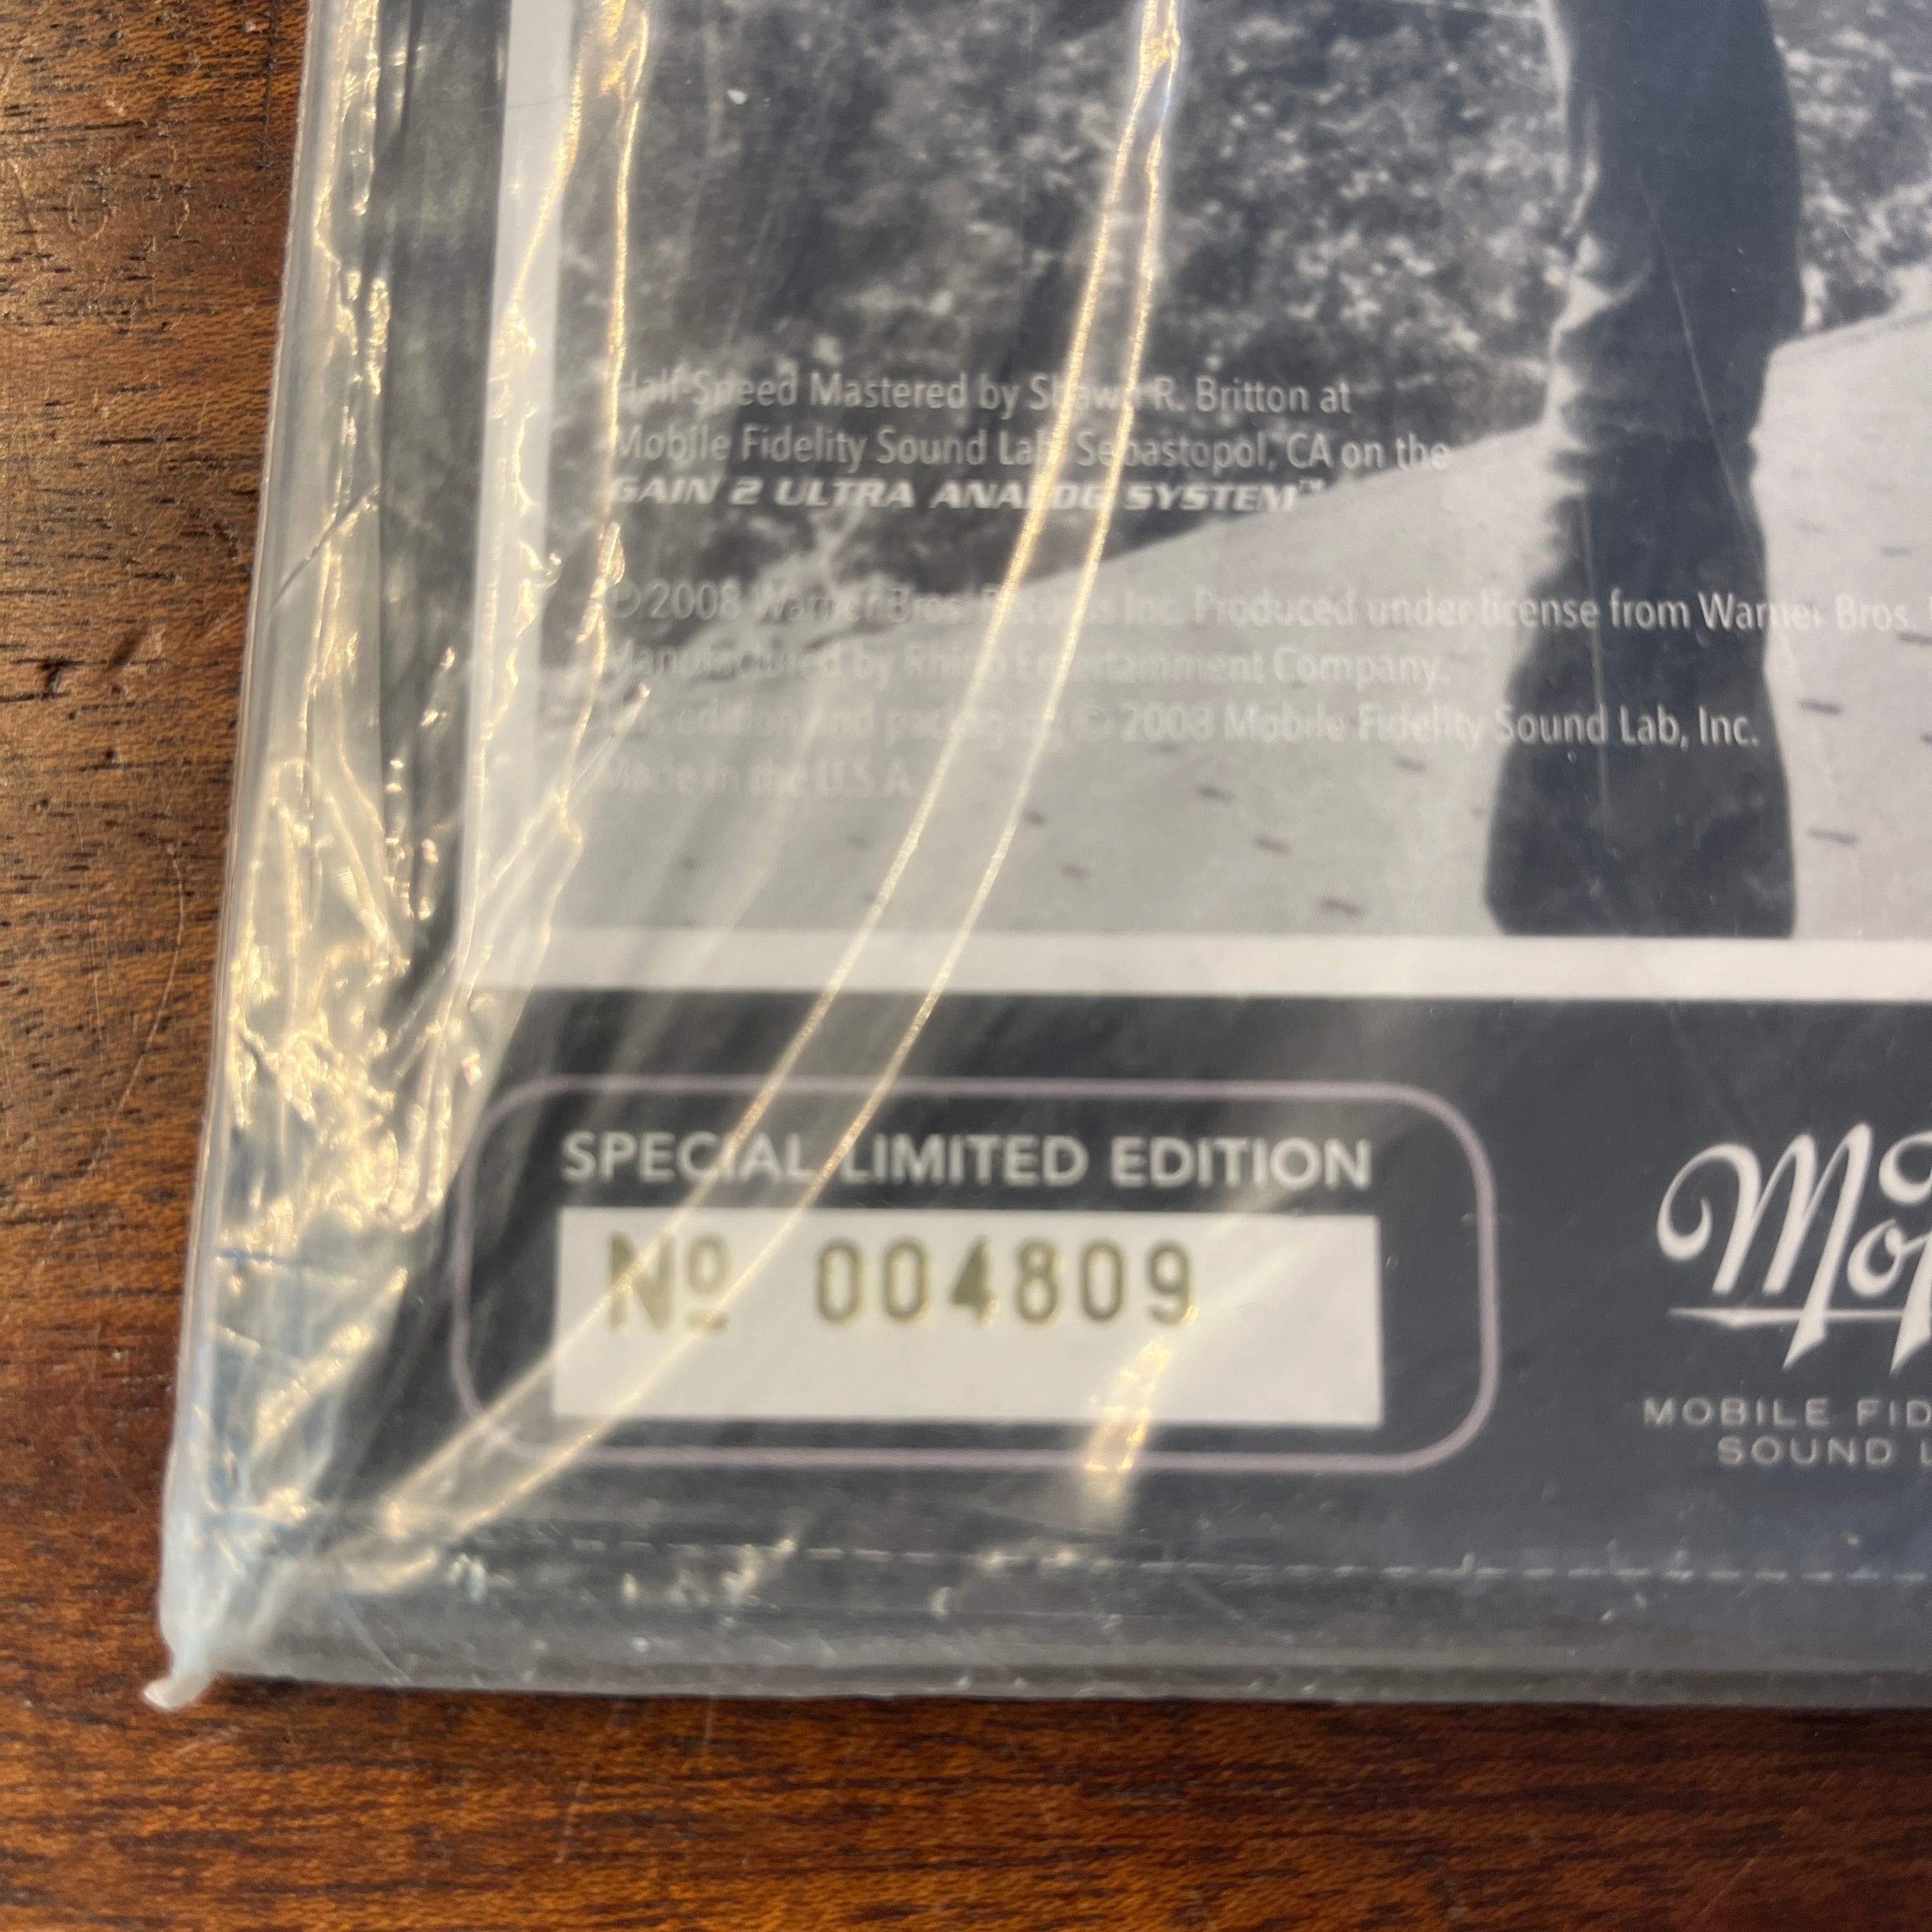 Half-Speed Mastered by Shawn R. Britton at
Mobile Fidelity Sound Lab, Sebastopol, CA on the
GAIN 2 ULTRA ANALOG SYSTEM™
℗ 2008 Warner Bros. Records Inc. Produced under license from Warner Bros.
Manufactured by Rhino Entertainment Company.
This edition and packaging © 2008 Mobile Fidelity Sound Lab, Inc.
Made in the U.S.A.
SPECIAL LIMITED EDITION
Nº 004809
MOBILE
SOUND